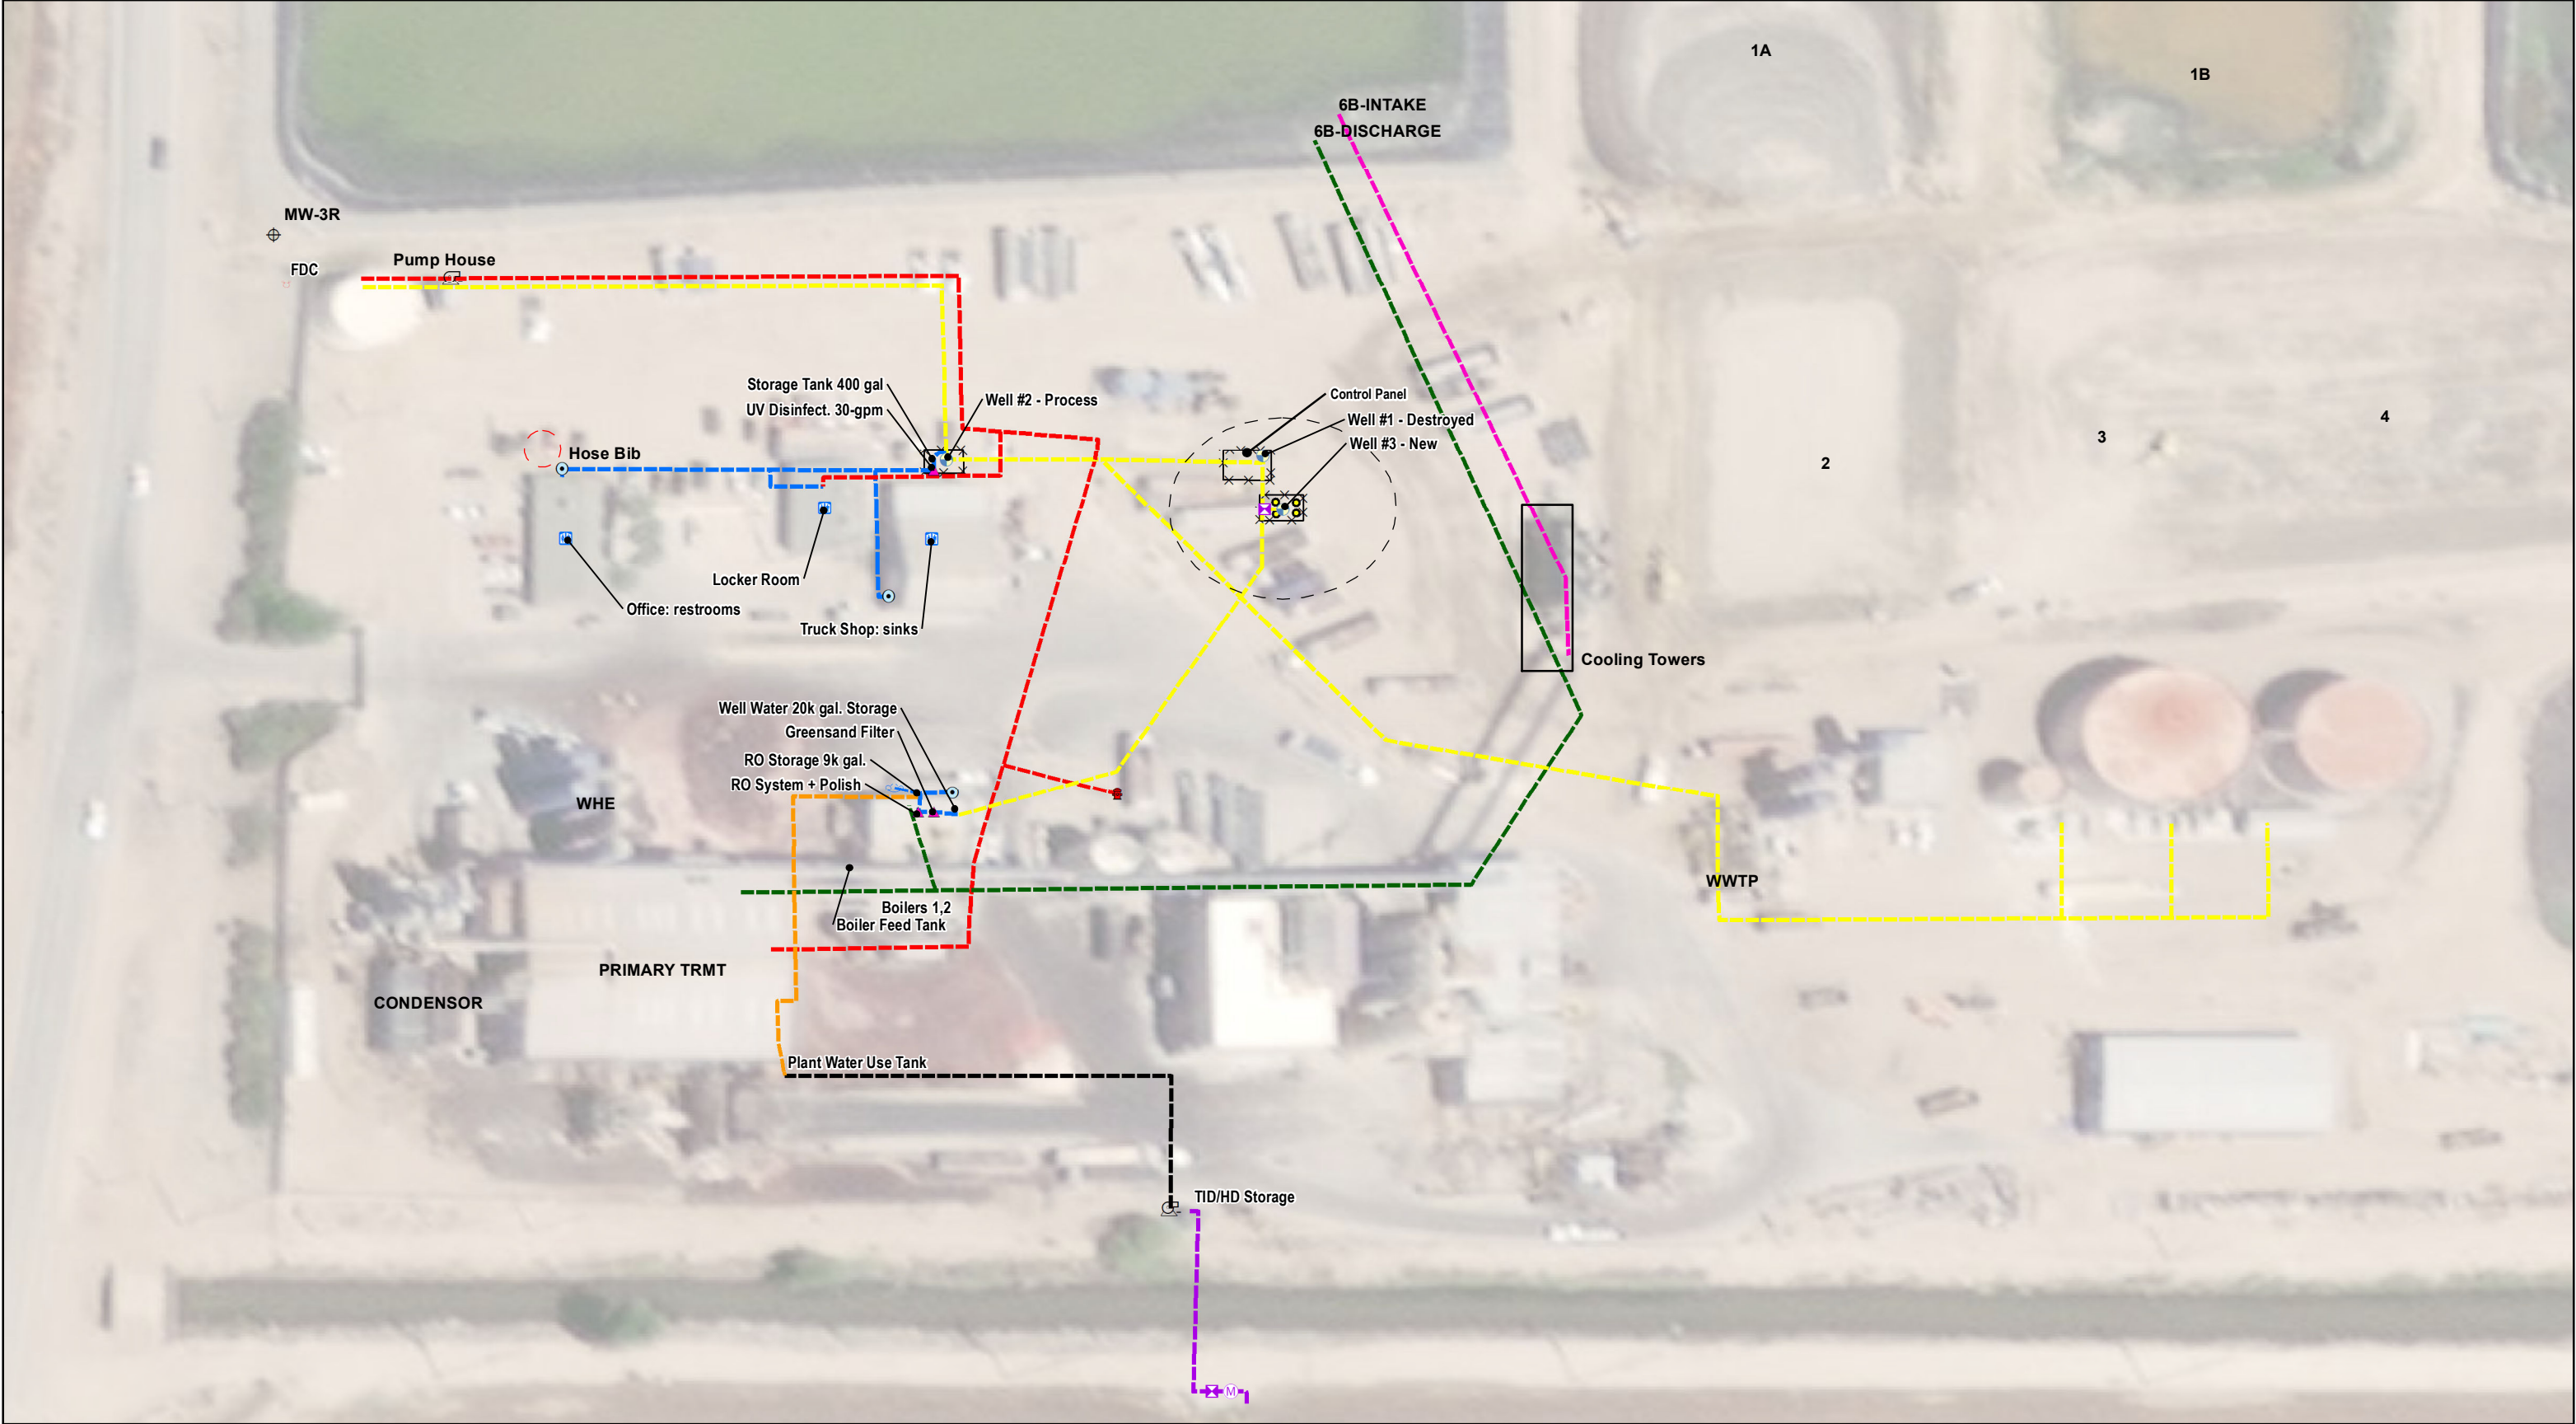 1A
1B
6B-INTAKE
6B-DISCHARGE
MW-3R
FDC
Pump House
Storage Tank 400 gal
UV Disinfect. 30-gpm
Well #2 - Process
Control Panel
Well #1 - Destroyed
Well #3 - New
4
3
2
Hose Bib
Locker Room
Office: restrooms
Truck Shop: sinks
Cooling Towers
Well Water 20k gal. Storage
Greensand Filter
RO Storage 9k gal.
RO System + Polish
WHE
WWTP
Boilers 1,2
Boiler Feed Tank
PRIMARY TRMT
CONDENSOR
Plant Water Use Tank
TID/HD Storage
M